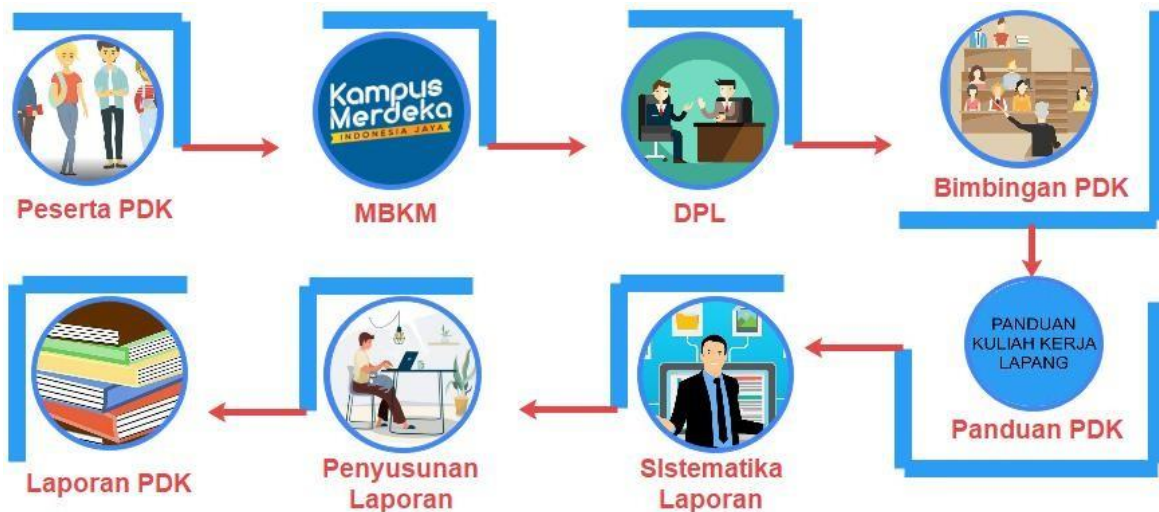 Kampus
Merdeka
INDONESIA JAYA
Peserta PDK
MBKM
DPL
Bimbingan PDK
PANDUAN
KULIAH KERJA
LAPANG
Panduan PDK
SIstematika
Laporan
Penyusunan
Laporan
Laporan PDK